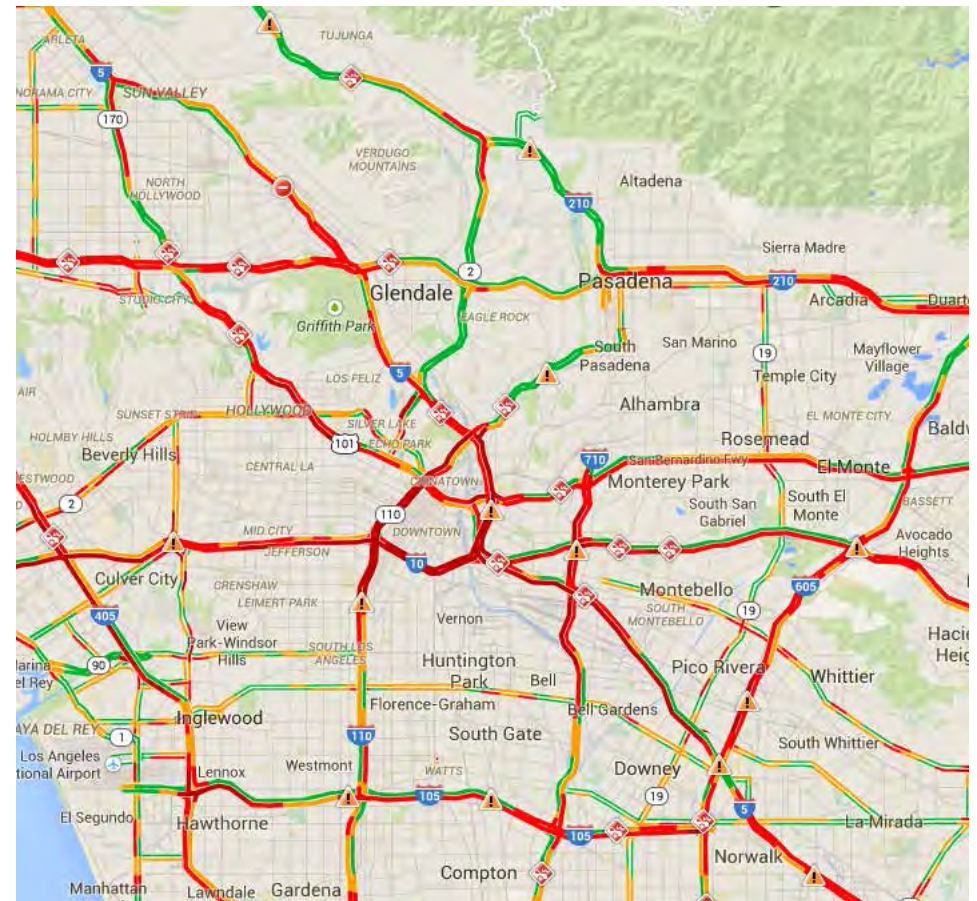 TUJUNGA
ARLETA
5
NORAMA CITY
SUN VALLEY
170
VERDUGO
MOUNTAINS
NORTH
HOLLYWOOD
Altadena
210
Sierra Madre
2
Pasadena
210
STUDIO CITY
Glendale
Arcadia
Duart
Griffith Park
EAGLE ROCK
South
Pasadena
San Marino
19
Mayflower
Village
5
LOS FELIZ
Temple City
AIR
SUNSET STRIP
HOLLYWOOD
Alhambra
EL MONTE CITY
SILVER LAKE
HOLMBY HILLS
Beverly Hills
101
ECHO PARK
Rosemead
Baldw
CENTRAL LA
710
San Bernardino Fwy
El Monte
ESTWOOD
CHINATOWN
Monterey Park
2
110
South San
Gabriel
South El
Monte
BASSETT
MID CITY
DOWNTOWN
JEFFERSON
Avocado
Heights
10
Culver City
CRENSHAW
Montebello
605
LEIMERT PARK
405
Vernon
SOUTH
MONTEBELLO
19
View
Park-Windsor
Hills
SOUTH LOS
ANGELES
Hacie
Heig
90
Marina
el Rey
Huntington
Park
Bell
Pico Rivera
Whittier
Florence-Graham
Bell Gardens
Inglewood
AYA DEL REY
1
110
South Gate
South Whittier
Los Angeles
tional Airport
Lennox
Westmont
WATTS
Downey
19
105
5
El Segundo
Hawthorne
105
La Mirada
Norwalk
Compton
Manhattan
Lawndale
Gardena